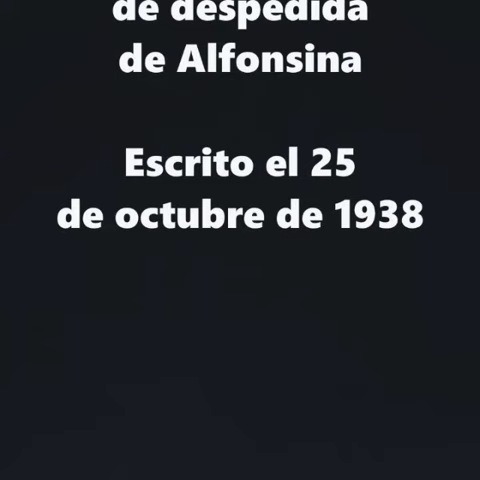 de despedida
de Alfonsina
Escrito el 25
de octubre de 1938